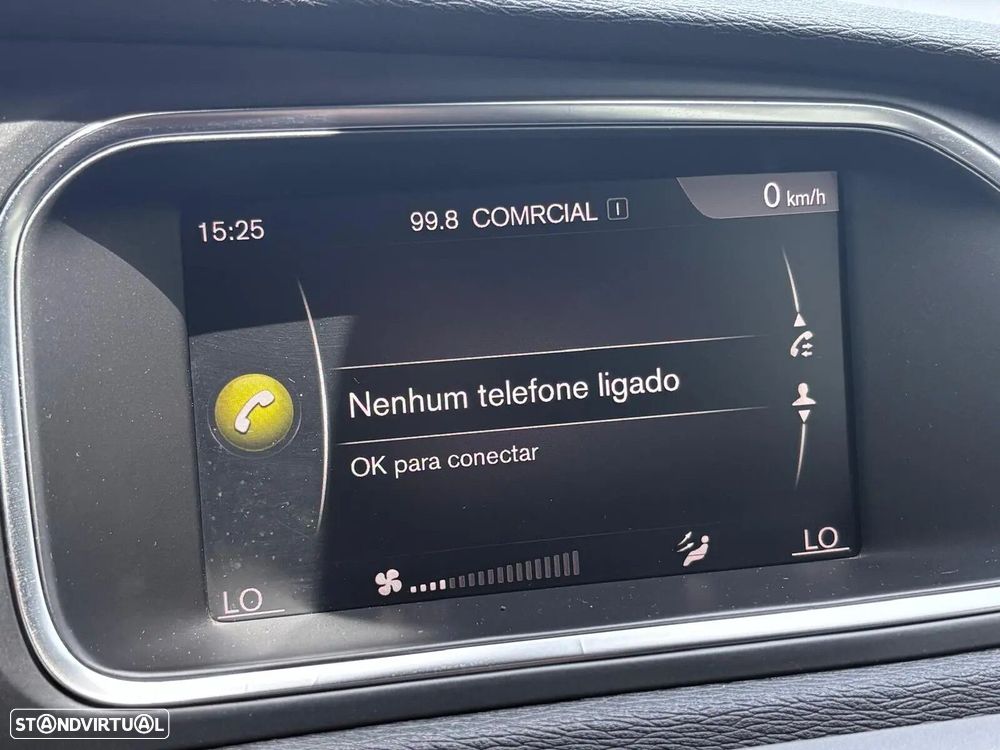 15:25
99.8 COMRCIAL I
0 km/h
Nenhum telefone ligado
OK para conectar
LO
LO
STANDVIRTUAL